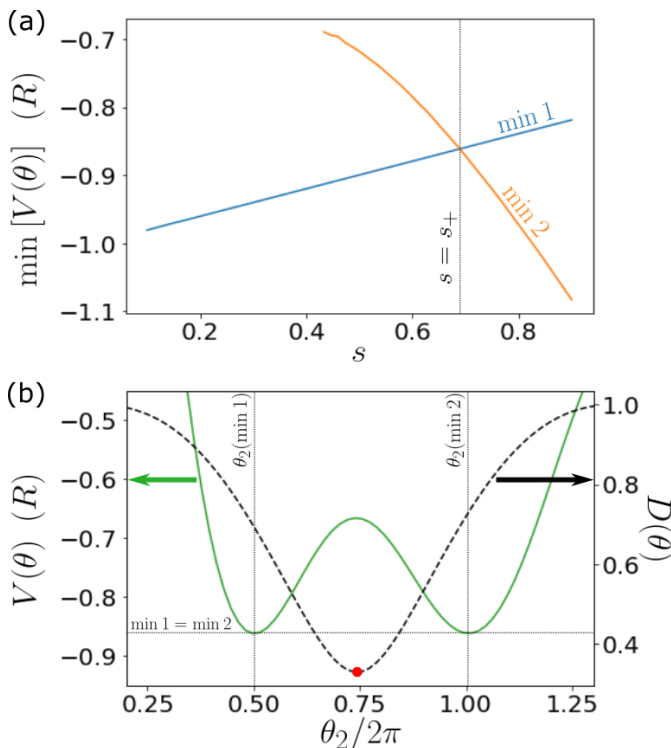 (a)
min [V(θ)] (R)
−0.7
−0.8
−0.9
−1.0
−1.1
min 1
min 2
s = s₊
0.2
0.4
0.6
0.8
s
(b)
V(θ) (R)
−0.5
−0.6
−0.7
−0.8
−0.9
θ₂(min 1)
θ₂(min 2)
min 1 = min 2
1.0
0.8
0.6
0.4
D(θ)
0.25
0.50
0.75
1.00
1.25
θ₂/2π